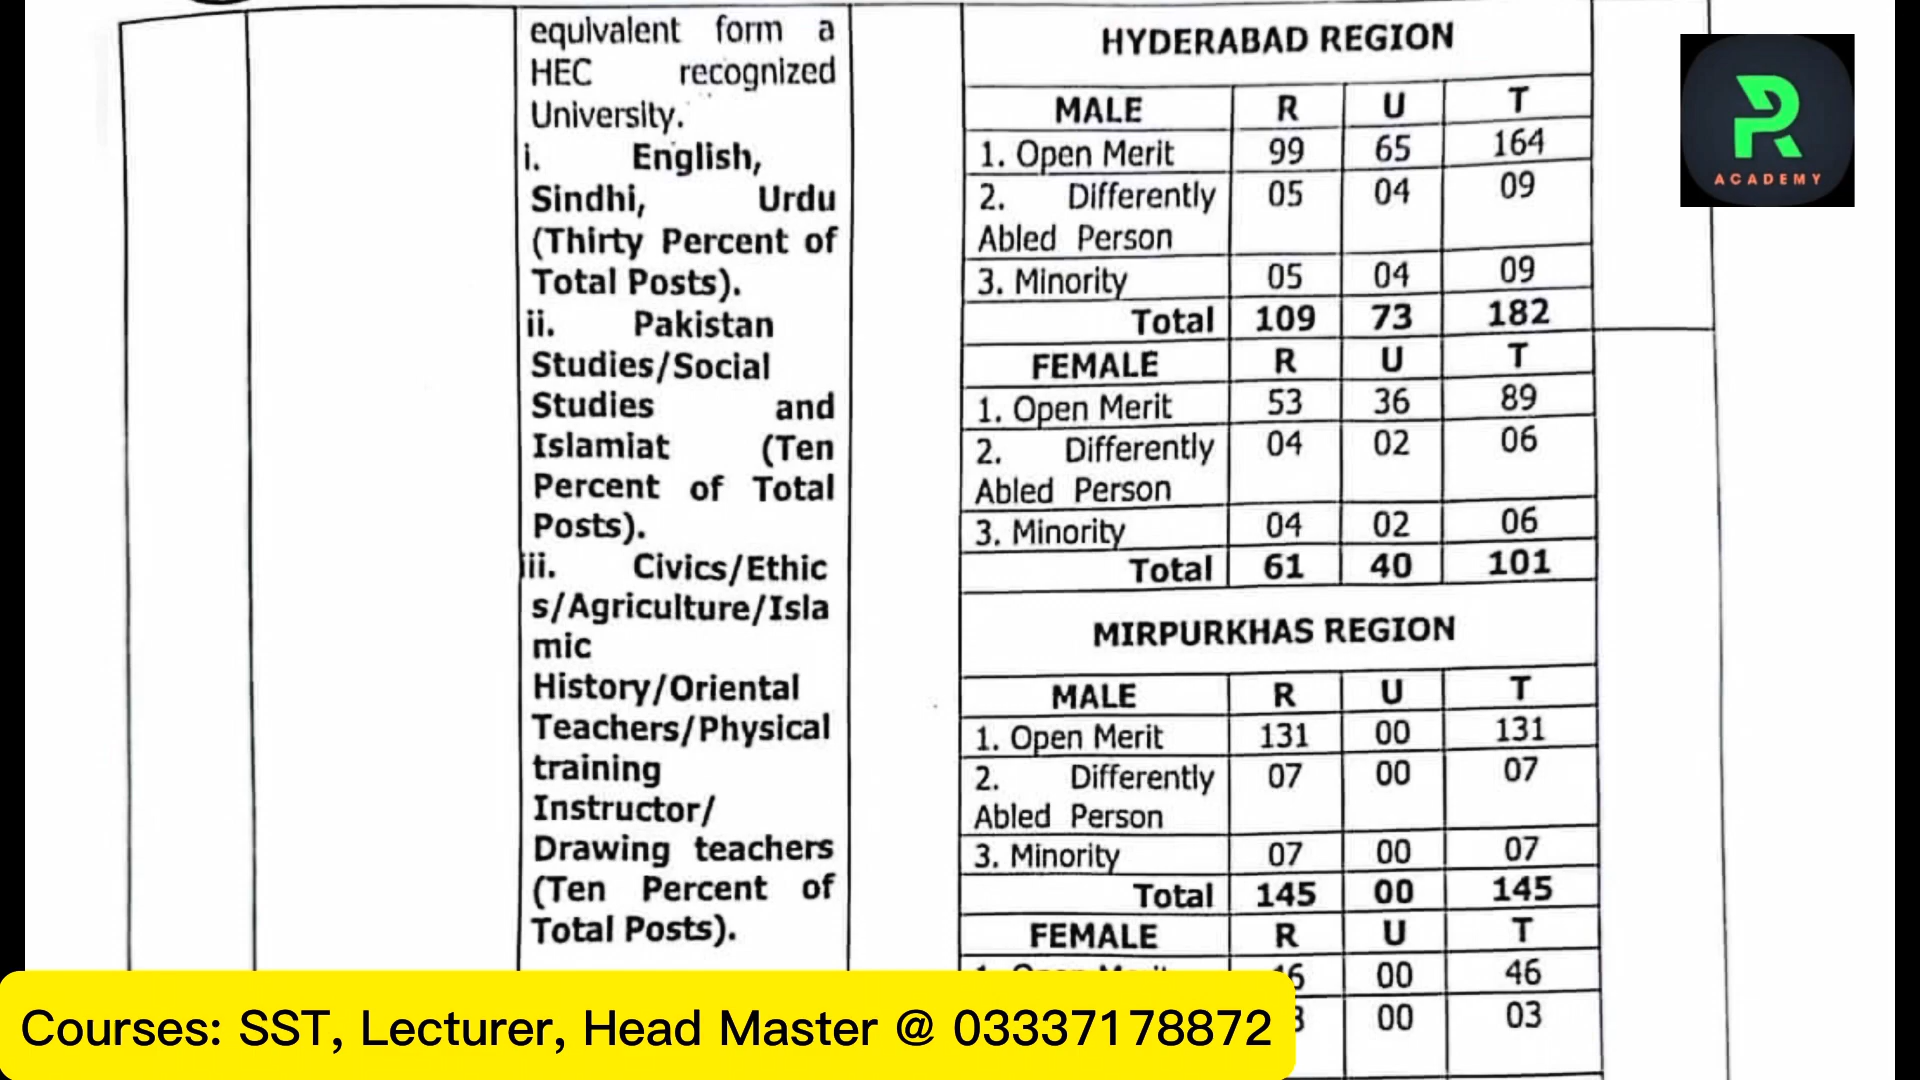 equivalent form a
HEC recognized
University.
i. English,
Sindhi, Urdu
(Thirty Percent of
Total Posts).
ii. Pakistan
Studies/Social
Studies and
Islamiat (Ten
Percent of Total
Posts).
iii. Civics/Ethic
s/Agriculture/Isla
mic
History/Oriental
Teachers/Physical
training
Instructor/
Drawing teachers
(Ten Percent of
Total Posts).
HYDERABAD REGION
MALE R U T
1. Open Merit 99 65 164
2. Differently 05 04 09
Abled Person
3. Minority 05 04 09
Total 109 73 182
FEMALE R U T
1. Open Merit 53 36 89
2. Differently 04 02 06
Abled Person
3. Minority 04 02 06
Total 61 40 101
MIRPURKHAS REGION
MALE R U T
1. Open Merit 131 00 131
2. Differently 07 00 07
Abled Person
3. Minority 07 00 07
Total 145 00 145
FEMALE R U T
00 46
00 03
R
ACADEMY
Courses: SST, Lecturer, Head Master @ 03337178872